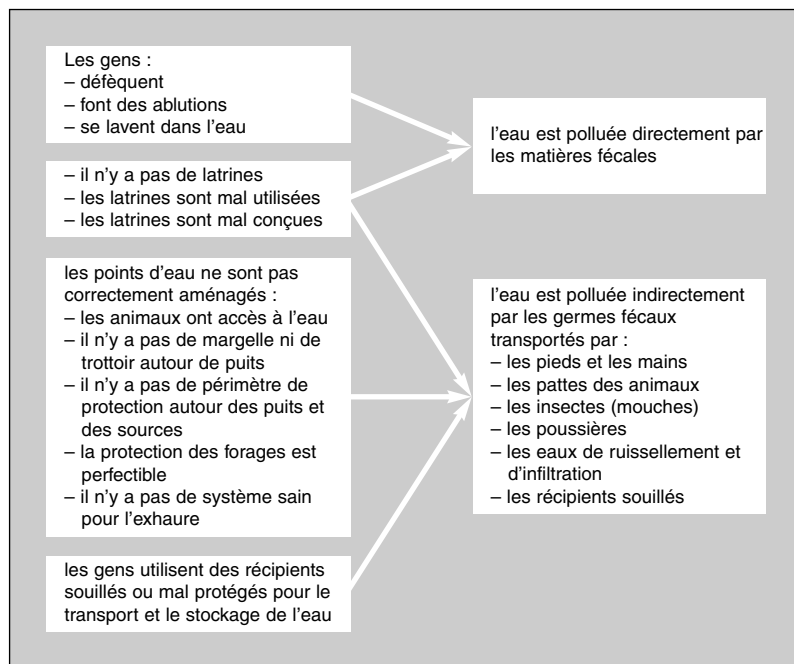 Les gens :
– défèquent
– font des ablutions
– se lavent dans l'eau
– il n'y a pas de latrines
– les latrines sont mal utilisées
– les latrines sont mal conçues
les points d'eau ne sont pas
correctement aménagés :
– les animaux ont accès à l'eau
– il n'y a pas de margelle ni de
trottoir autour de puits
– il n'y a pas de périmètre de
protection autour des puits et
des sources
– la protection des forages est
perfectible
– il n'y a pas de système sain
pour l'exhaure
les gens utilisent des récipients
souillés ou mal protégés pour le
transport et le stockage de l'eau
l'eau est polluée directement par
les matières fécales
l'eau est polluée indirectement
par les germes fécaux
transportés par :
– les pieds et les mains
– les pattes des animaux
– les insectes (mouches)
– les poussières
– les eaux de ruissellement et
d'infiltration
– les récipients souillés